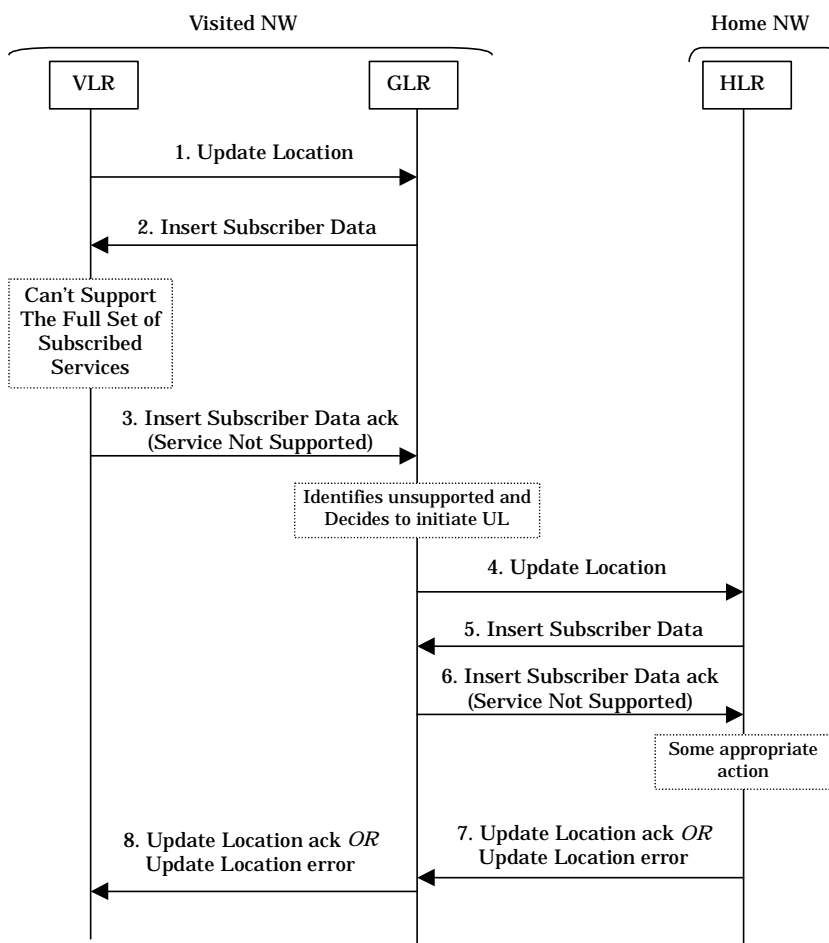 Visited NW
Home NW
VLR
GLR
HLR
1. Update Location
2. Insert Subscriber Data
Can't Support
The Full Set of
Subscribed
Services
3. Insert Subscriber Data ack
(Service Not Supported)
Identifies unsupported and
Decides to initiate UL
4. Update Location
5. Insert Subscriber Data
6. Insert Subscriber Data ack
(Service Not Supported)
Some appropriate
action
8. Update Location ack OR
Update Location error
7. Update Location ack OR
Update Location error